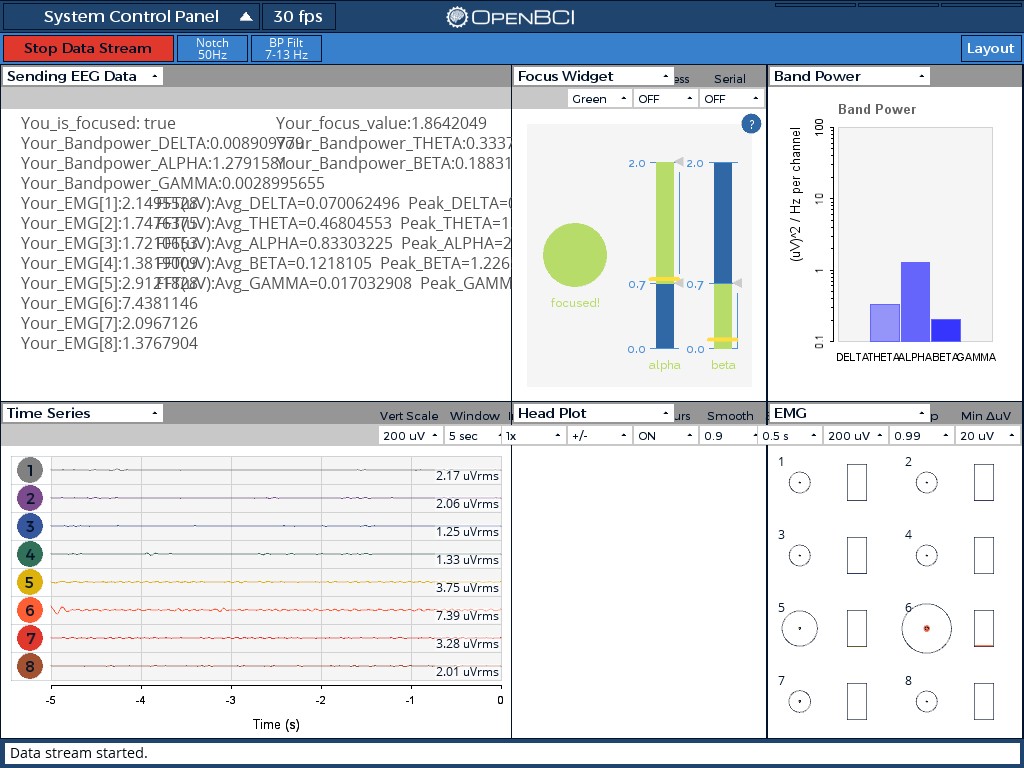 System Control Panel
30 fps
OpenBCI
Stop Data Stream
Notch
50Hz
BP Filt
7-13 Hz
Layout
Sending EEG Data
You_is_focused: true
Your_focus_value:1.8642049
Your_Bandpower_DELTA:0.008909779
Your_Bandpower_THETA:0.3337
Your_Bandpower_ALPHA:1.2791581
Your_Bandpower_BETA:0.18831
Your_Bandpower_GAMMA:0.0028995655
Your_EMG[1]:2.1495528
(uV):Avg_DELTA=0.070062496 Peak_DELTA=
Your_EMG[2]:1.7476375
(uV):Avg_THETA=0.46804553 Peak_THETA=1
Your_EMG[3]:1.7210653
(uV):Avg_ALPHA=0.83303225 Peak_ALPHA=2
Your_EMG[4]:1.3819009
(uV):Avg_BETA=0.1218105 Peak_BETA=1.226
Your_EMG[5]:2.9121828
(uV):Avg_GAMMA=0.017032908 Peak_GAMM
Your_EMG[6]:7.4381146
Your_EMG[7]:2.0967126
Your_EMG[8]:1.3767904
Focus Widget
ess
Serial
Green
OFF
OFF
?
2.0
2.0
0.7
0.7
0.0
0.0
focused!
alpha
beta
Band Power
Band Power
(uV)^2 / Hz per channel
100
10
1
0.1
DELTA
THETA
ALPHA
BETA
GAMMA
Time Series
Vert Scale
Window
200 uV
5 sec
1x
1
2.17 uVrms
2
2.06 uVrms
3
1.25 uVrms
4
1.33 uVrms
5
3.75 uVrms
6
7.39 uVrms
7
3.28 uVrms
8
2.01 uVrms
-5
-4
-3
-2
-1
0
Time (s)
Head Plot
urs
Smooth
+/-
ON
0.9
EMG
p
Min ΔuV
0.5 s
200 uV
0.99
20 uV
1
2
3
4
5
6
7
8
Data stream started.